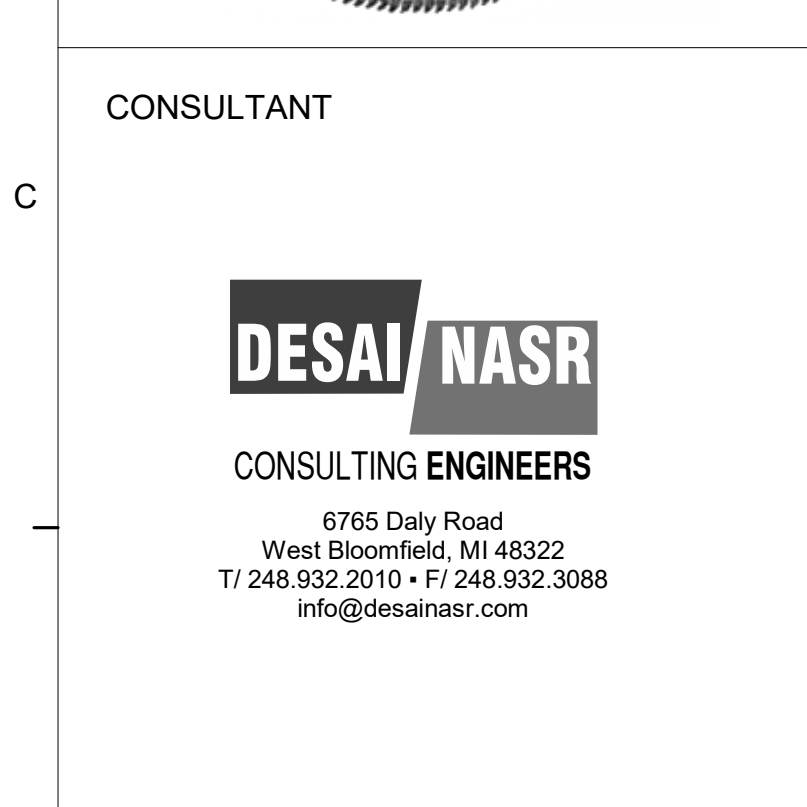 CONSULTANT
C
DESAI NASR
CONSULTING ENGINEERS
6765 Daly Road
West Bloomfield, MI 48322
T/ 248.932.2010 ▪ F/ 248.932.3088
info@desainasr.com